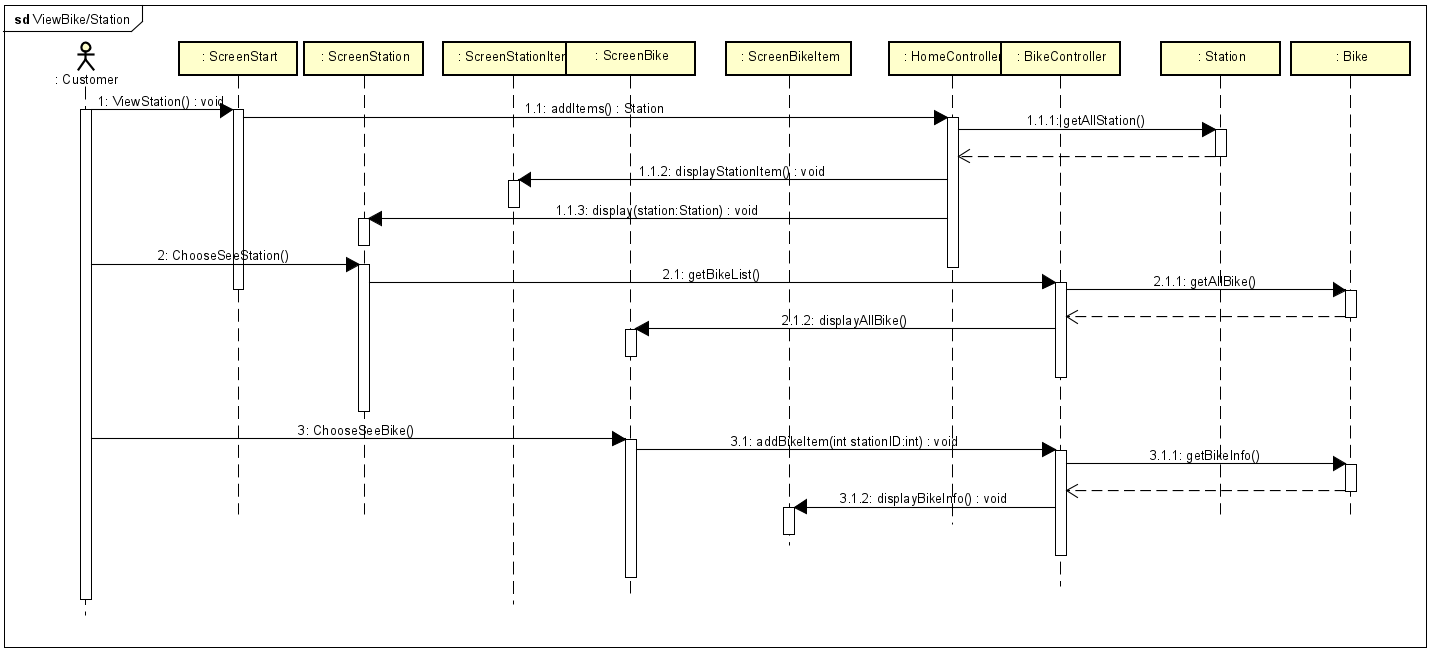 sd ViewBike/Station
: Customer
: ScreenStart
: ScreenStation
: ScreenStationIter
: ScreenBike
: ScreenBikeItem
: HomeController
: BikeController
: Station
: Bike
1: ViewStation() : void
1.1: addItems() : Station
1.1.1: getAllStation()
1.1.2: displayStationItem() : void
1.1.3: display(station:Station) : void
2: ChooseSeeStation()
2.1: getBikeList()
2.1.1: getAllBike()
2.1.2: displayAllBike()
3: ChooseSeeBike()
3.1: addBikeItem(int stationID:int) : void
3.1.1: getBikeInfo()
3.1.2: displayBikeInfo() : void